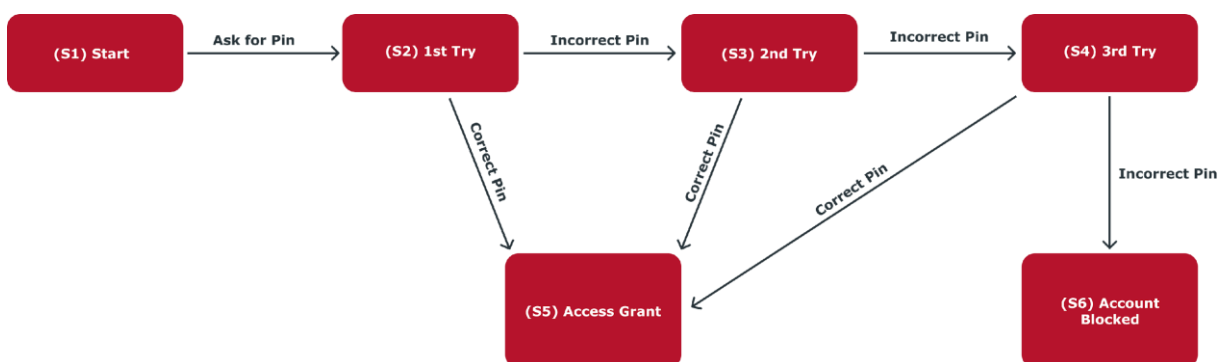 (S1) Start
Ask for Pin
(S2) 1st Try
Incorrect Pin
(S3) 2nd Try
Incorrect Pin
(S4) 3rd Try
Correct Pin
Correct Pin
Correct Pin
Incorrect Pin
(S5) Access Grant
(S6) Account
Blocked